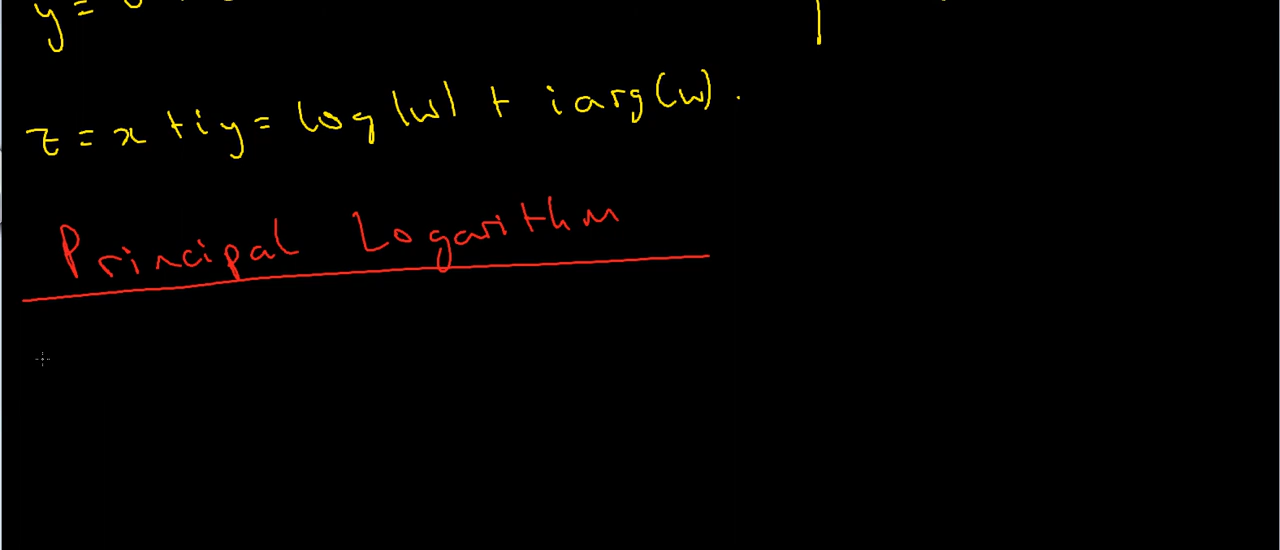 y =
z = x + iy = log|w| + i arg(w).
Principal Logarithm